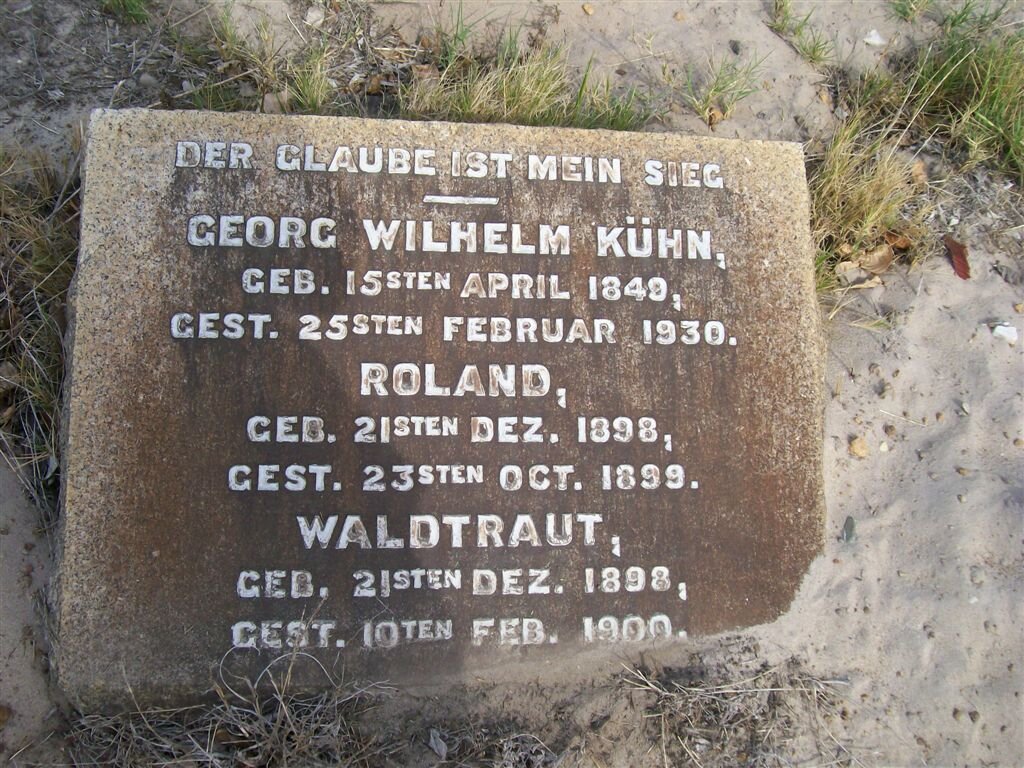 DER GLAUBE IST MEIN SIEG
GEORG WILHELM KÜHN,
GEB. 15STEN APRIL 1849,
GEST. 25STEN FEBRUAR 1930.
ROLAND,
GEB. 21STEN DEZ. 1898,
GEST. 23STEN OCT. 1899.
WALDTRAUT,
GEB. 21STEN DEZ. 1898,
GEST. 10TEN FEB. 1900.